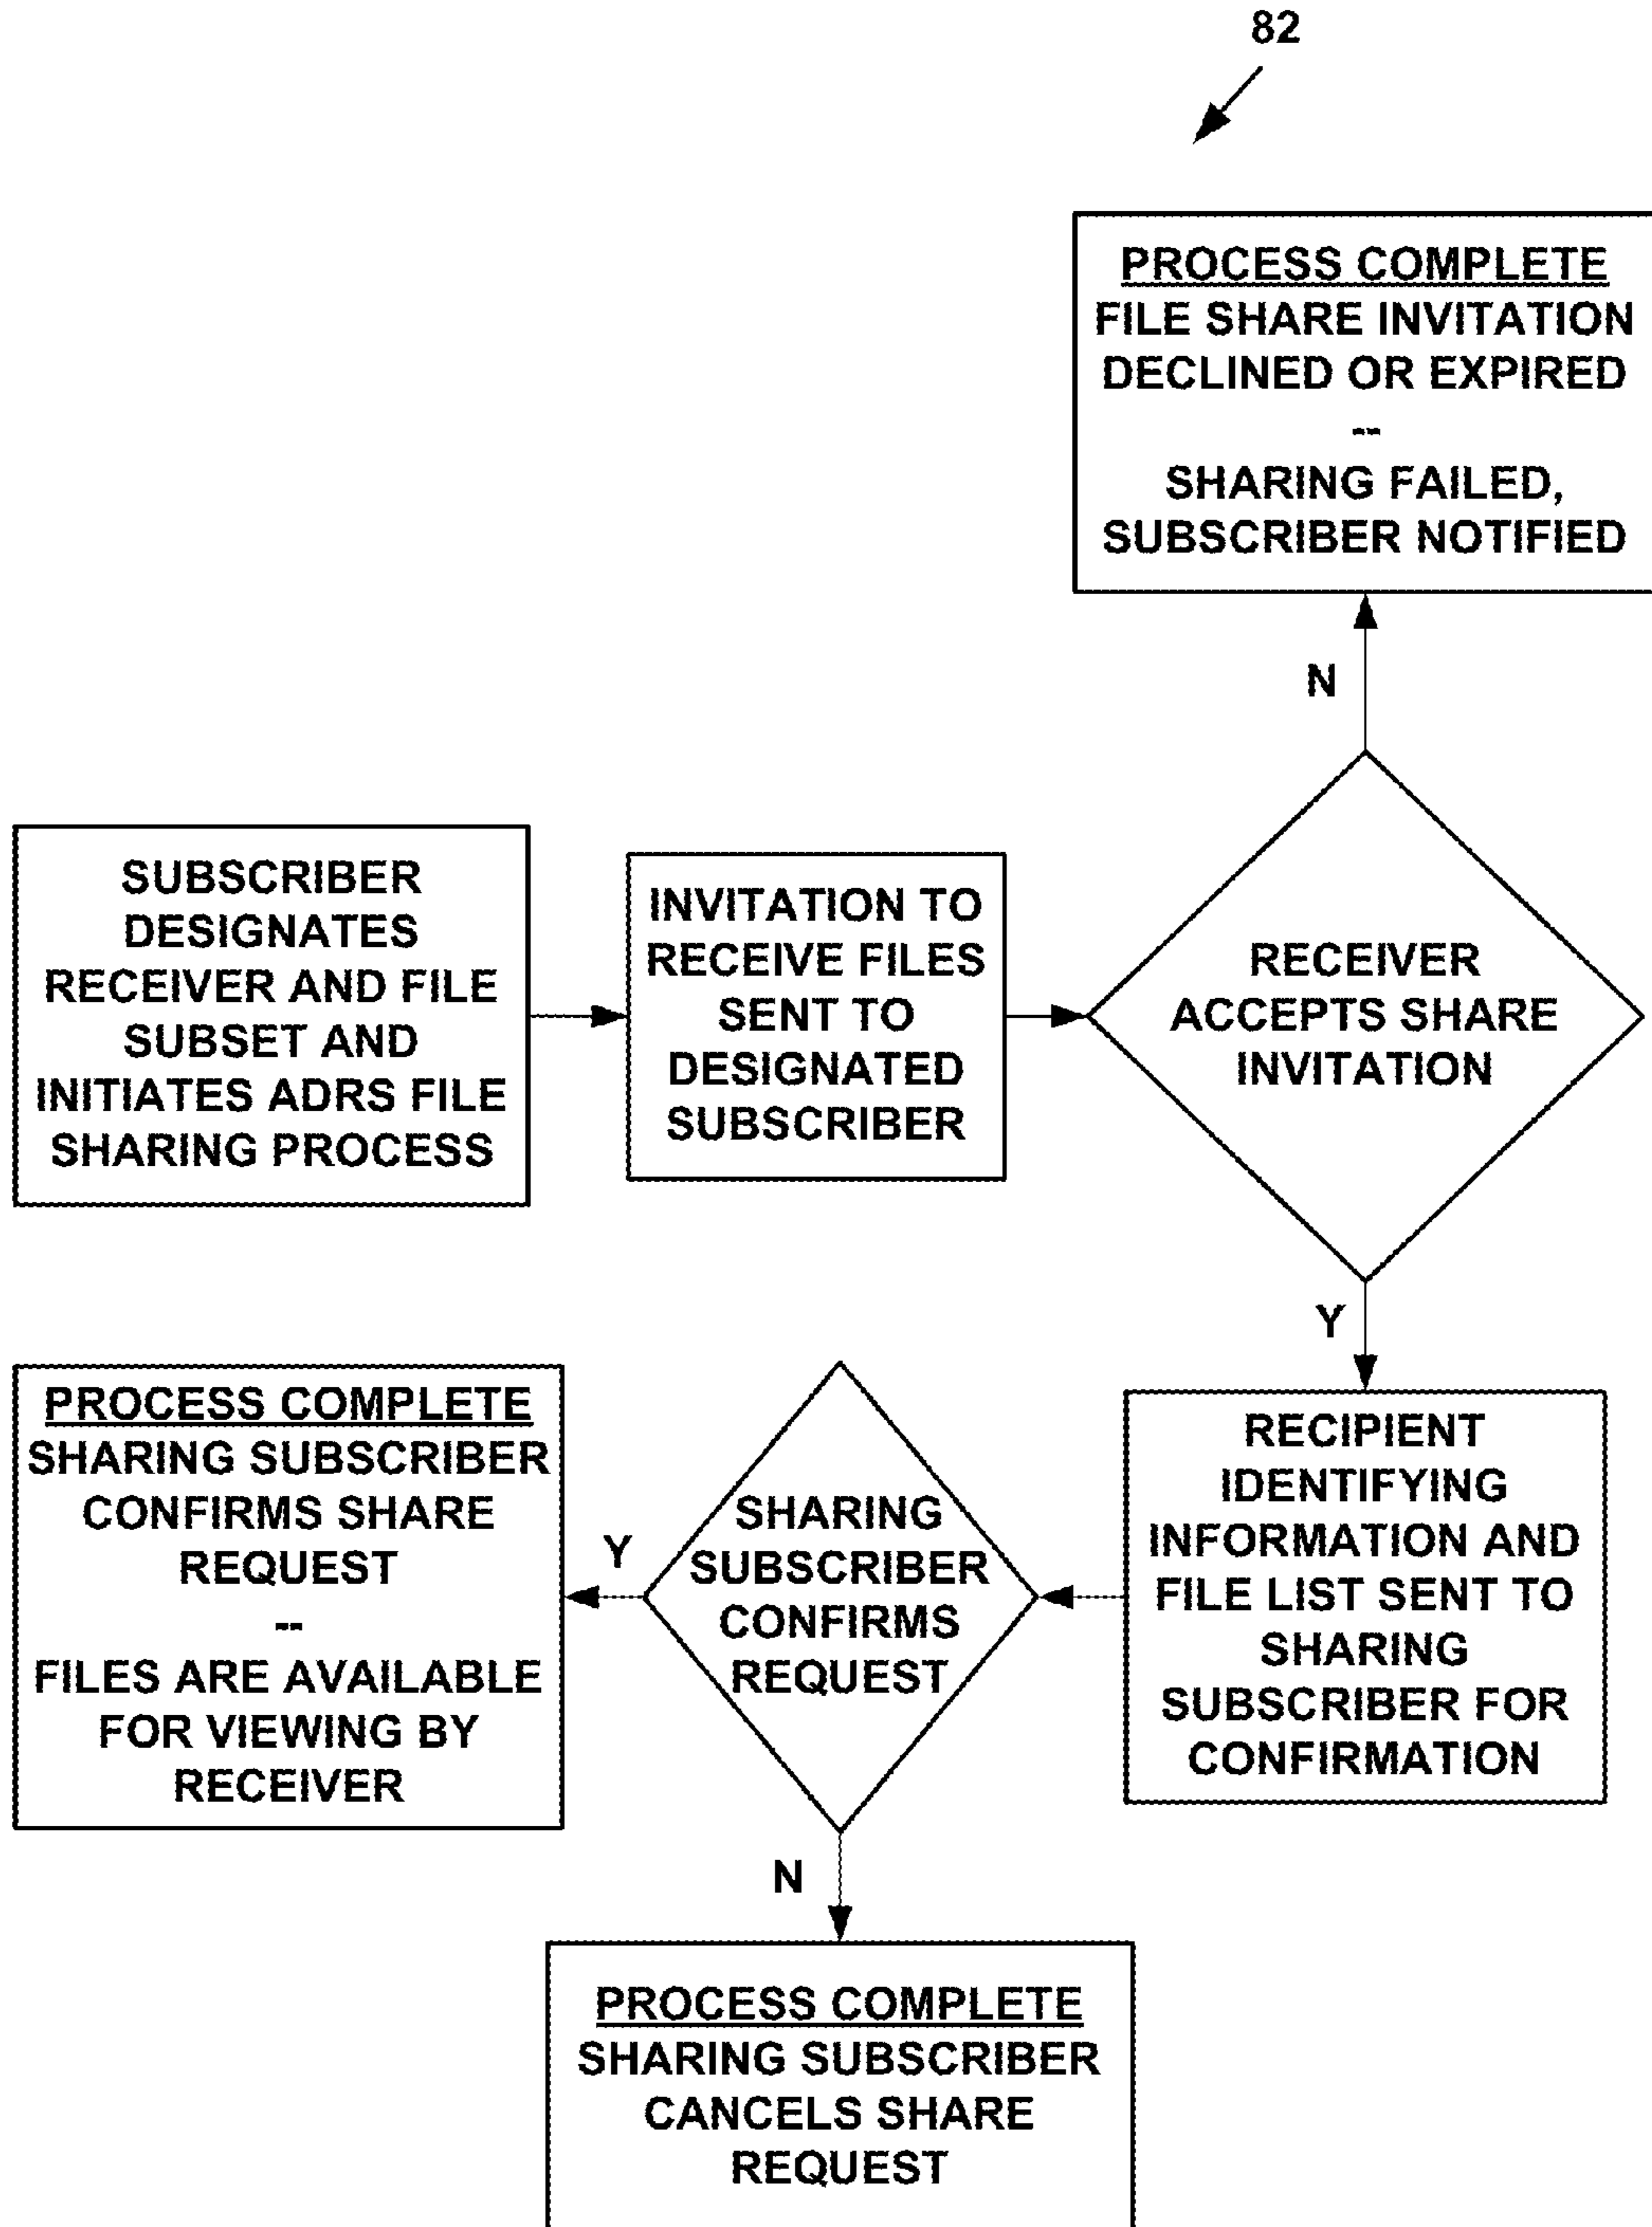 82
PROCESS COMPLETE
FILE SHARE INVITATION
DECLINED OR EXPIRED
--
SHARING FAILED,
SUBSCRIBER NOTIFIED
N
SUBSCRIBER
DESIGNATES
RECEIVER AND FILE
SUBSET AND
INITIATES ADRS FILE
SHARING PROCESS
INVITATION TO
RECEIVE FILES
SENT TO
DESIGNATED
SUBSCRIBER
RECEIVER
ACCEPTS SHARE
INVITATION
Y
RECIPIENT
IDENTIFYING
INFORMATION AND
FILE LIST SENT TO
SHARING
SUBSCRIBER FOR
CONFIRMATION
SHARING
SUBSCRIBER
CONFIRMS
REQUEST
Y
PROCESS COMPLETE
SHARING SUBSCRIBER
CONFIRMS SHARE
REQUEST
--
FILES ARE AVAILABLE
FOR VIEWING BY
RECEIVER
N
PROCESS COMPLETE
SHARING SUBSCRIBER
CANCELS SHARE
REQUEST